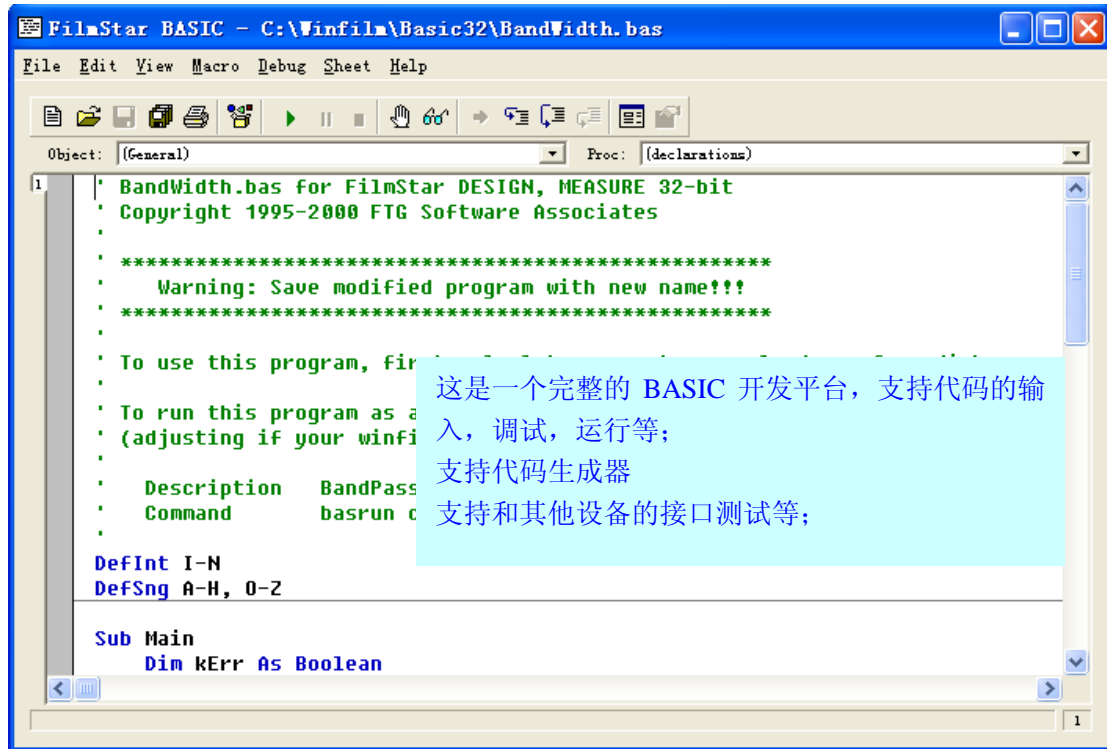 FilmStar BASIC - C:\Winfilm\Basic32\BandWidth.bas
File Edit View Macro Debug Sheet Help
Object: (General) Proc: (declarations)
1
' BandWidth.bas for FilmStar DESIGN, MEASURE 32-bit
' Copyright 1995-2000 FTG Software Associates
'
' ****************************************************
' Warning: Save modified program with new name!!!
' ****************************************************
'
' To use this program,
'
' To run this program as a
' (adjusting if your
'
' Description BandPass
' Command basrun
'
DefInt I-N
DefSng A-H, O-Z
Sub Main
Dim kErr As Boolean
这是一个完整的 BASIC 开发平台，支持代码的输
入，调试，运行等；
支持代码生成器
支持和其他设备的接口测试等；
1